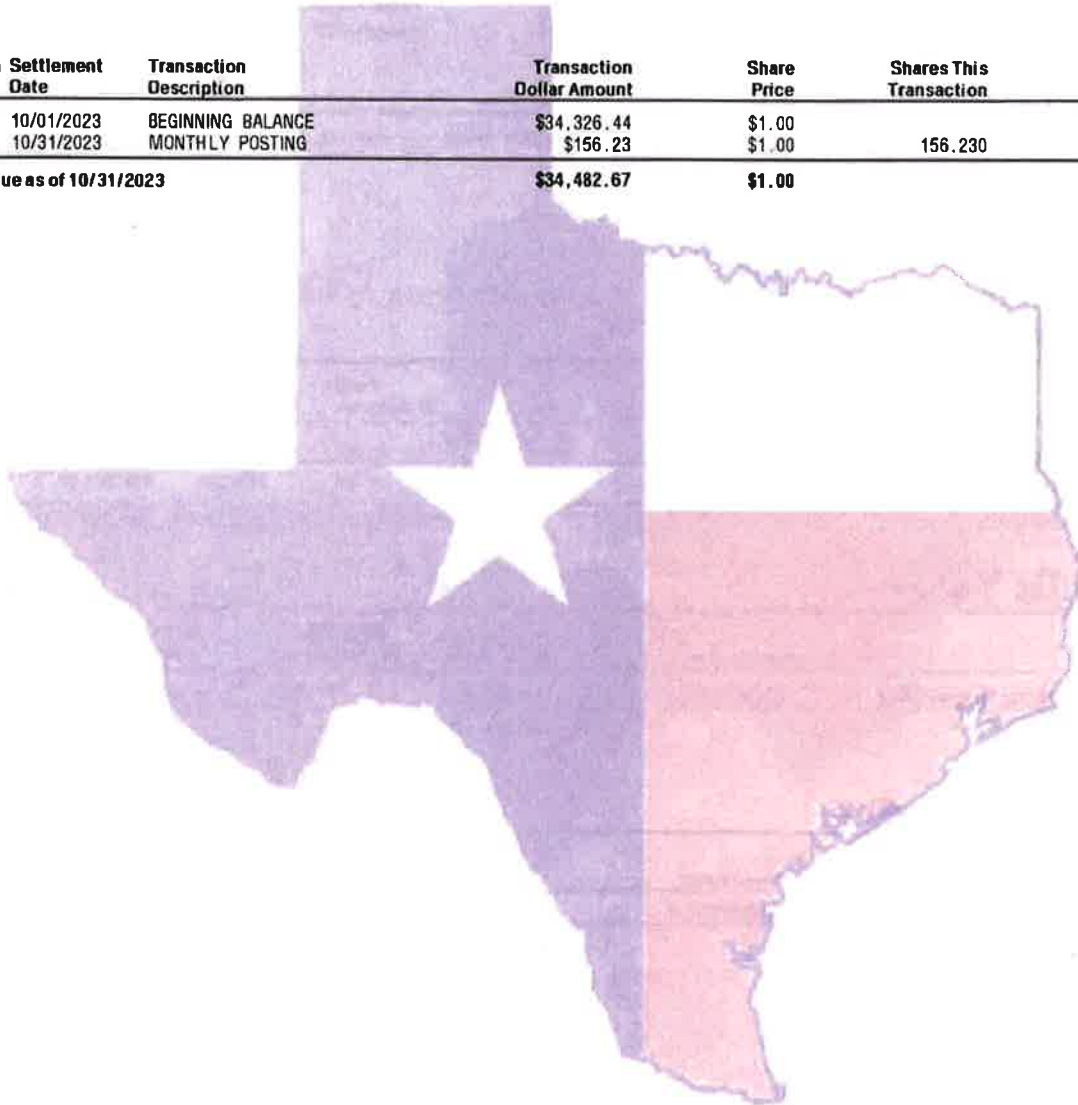 Settlement Transaction Transaction Share Shares This
Date Description Dollar Amount Price Transaction
10/01/2023 BEGINNING BALANCE $34,326.44 $1.00
10/31/2023 MONTHLY POSTING $156.23 $1.00 156.230
ue as of 10/31/2023 $34,482.67 $1.00